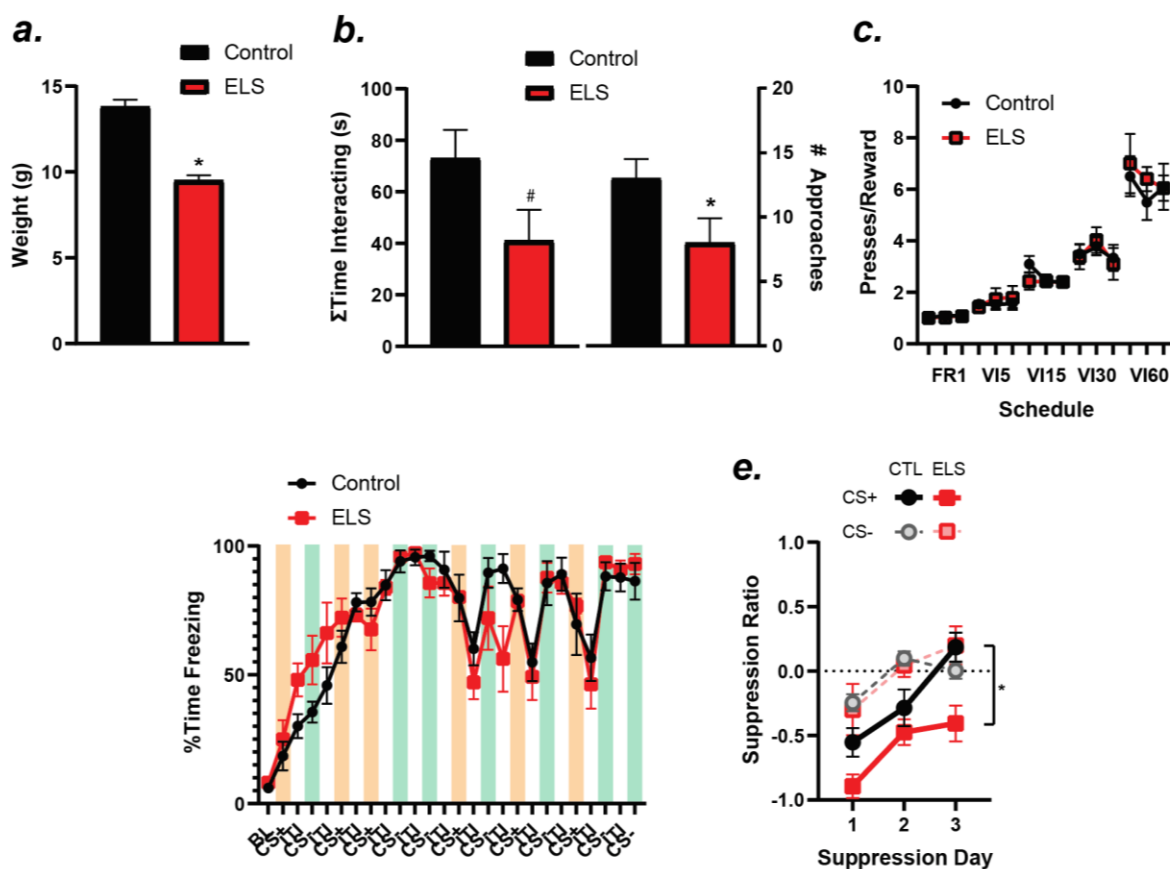 a.
Control
ELS
Weight (g)
15
10
5
0
*
b.
Control
ELS
ΣTime Interacting (s)
100
80
60
40
20
0
#
*
20
15
10
5
0
# Approaches
c.
Control
ELS
Presses/Reward
10
8
6
4
2
0
FR1 VI5 VI15 VI30 VI60
Schedule
Control
ELS
%Time Freezing
100
50
0
BL CS+ ITI CS- ITI CS+ ITI CS+ ITI CS- ITI CS- ITI CS+ ITI CS- ITI CS+ ITI CS- ITI CS+ ITI CS- ITI CS-
e.
CTL ELS
CS+
CS-
Suppression Ratio
1.0
0.5
0.0
-0.5
-1.0
*
1 2 3
Suppression Day